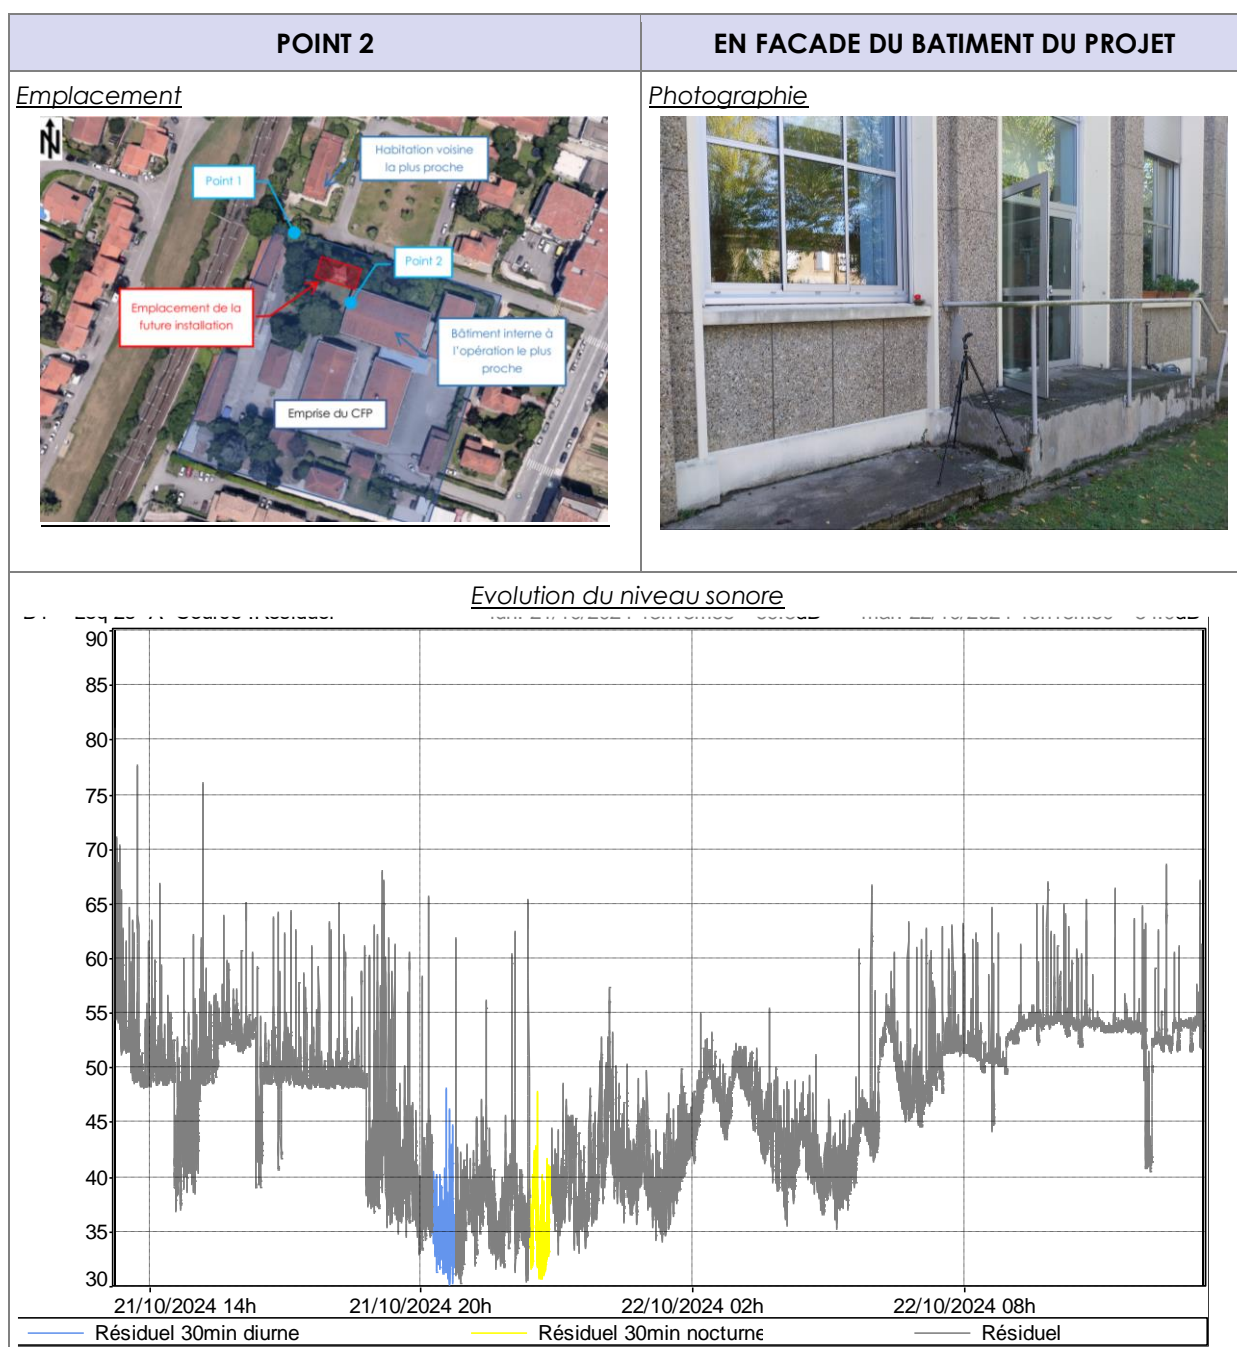 POINT 2
EN FACADE DU BATIMENT DU PROJET
Emplacement
Photographie
N
Habitation voisine
la plus proche
Point 1
Point 2
Emplacement de la
future installation
Bâtiment interne à
l'opération le plus
proche
Emprise du CFP
Evolution du niveau sonore
90
85
80
75
70
65
60
55
50
45
40
35
30
21/10/2024 14h
21/10/2024 20h
22/10/2024 02h
22/10/2024 08h
Résiduel 30min diurne
Résiduel 30min nocturne
Résiduel